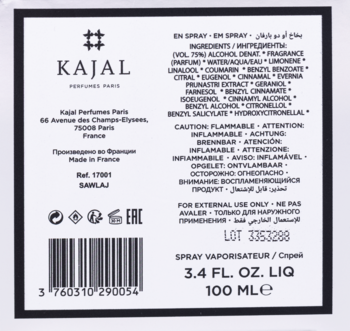 KAJAL
PERFUMES PARIS
Kajal Perfumes Paris
66 Avenue des Champs-Elysees,
75008 Paris
France
Произведено во Франции
Made in France
Ref. 17001
SAWLAJ
12M
EAC
3 760310 290054
EN SPRAY • EM SPRAY • بخاخ أو دو بارفان
INGREDIENTS / ИНГРЕДИЕНТЫ:
(VOL 75%) ALCOHOL DENAT. * FRAGRANCE
(PARFUM) * WATER/AQUA/EAU * LIMONENE *
LINALOOL * COUMARIN * BENZYL BENZOATE
* CITRAL * EUGENOL * CINNAMAL * EVERNIA
PRUNASTRI EXTRACT * GERANIOL *
FARNESOL * BENZYL CINNAMATE *
ISOEUGENOL * CINNAMYL ALCOHOL *
BENZYL ALCOHOL * CITRONELLOL *
BENZYL SALICYLATE * HYDROXYCITRONELLAL
CAUTION: FLAMMABLE • ATTENTION:
INFLAMMABLE • ACHTUNG:
BRENNBAR • ATENCIÓN:
INFLAMABLE • ATTENZIONE:
INFIAMMABILE • AVISO: INFLAMÁVEL •
OPGELET: ONTVLAMBAAR •
ОСТОРОЖНО: ОГНЕОПАСНО •
ВНИМАНИЕ: ВОСПЛАМЕНЯЮЩИЙСЯ
ПРОДУКТ • تحذير: قابل للإشتعال
FOR EXTERNAL USE ONLY • NE PAS
AVALER • ТОЛЬКО ДЛЯ НАРУЖНОГО
ПРИМЕНЕНИЯ • للإستعمال الخارجي فقط
LOT 3353288
SPRAY VAPORISATEUR / Спрей
3.4 FL. OZ. LIQ
100 ML ℮